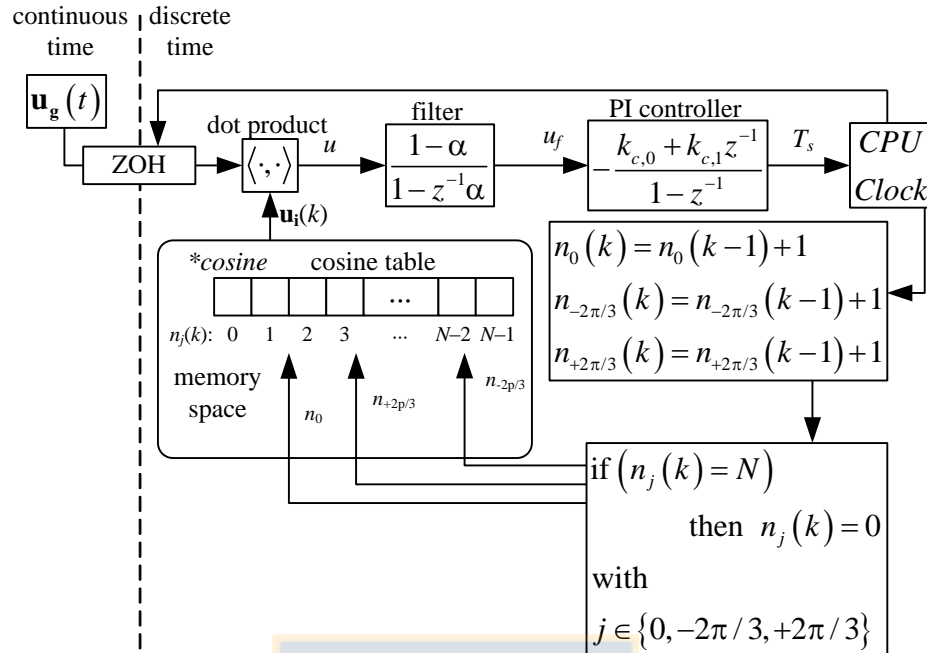 continuous time
discrete time
𝐮_𝐠(t)
ZOH
dot product
⟨·,·⟩
u
filter
(1−α)/(1−z⁻¹α)
u_f
PI controller
−(k_{c,0} + k_{c,1}z⁻¹)/(1−z⁻¹)
T_s
CPU
Clock
𝐮_𝐢(k)
*cosine cosine table
...
n_j(k): 0 1 2 3 ... N–2 N–1
memory space
n_0
n_{+2p/3}
n_{-2p/3}
n_0(k) = n_0(k−1)+1
n_{−2π/3}(k) = n_{−2π/3}(k−1)+1
n_{+2π/3}(k) = n_{+2π/3}(k−1)+1
if (n_j(k) = N)
then n_j(k) = 0
with
j ∈ {0, −2π/3, +2π/3}